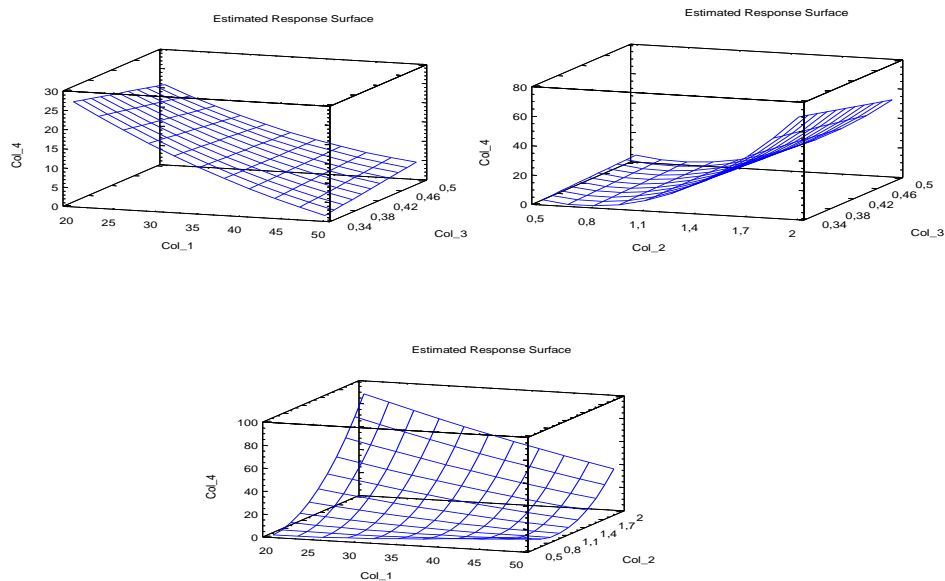 Estimated Response Surface
30
25
20
15
10
5
0
Col_4
20 25 30 35 40 45 50
Col_1
0,34 0,38 0,42 0,46 0,5
Col_3
Estimated Response Surface
80
60
40
20
0
Col_4
0,5 0,8 1,1 1,4 1,7 2
Col_2
0,34 0,38 0,42 0,46 0,5
Col_3
Estimated Response Surface
100
80
60
40
20
0
Col_4
20 25 30 35 40 45 50
Col_1
0,5 0,8 1,1 1,4 1,7 2
Col_2